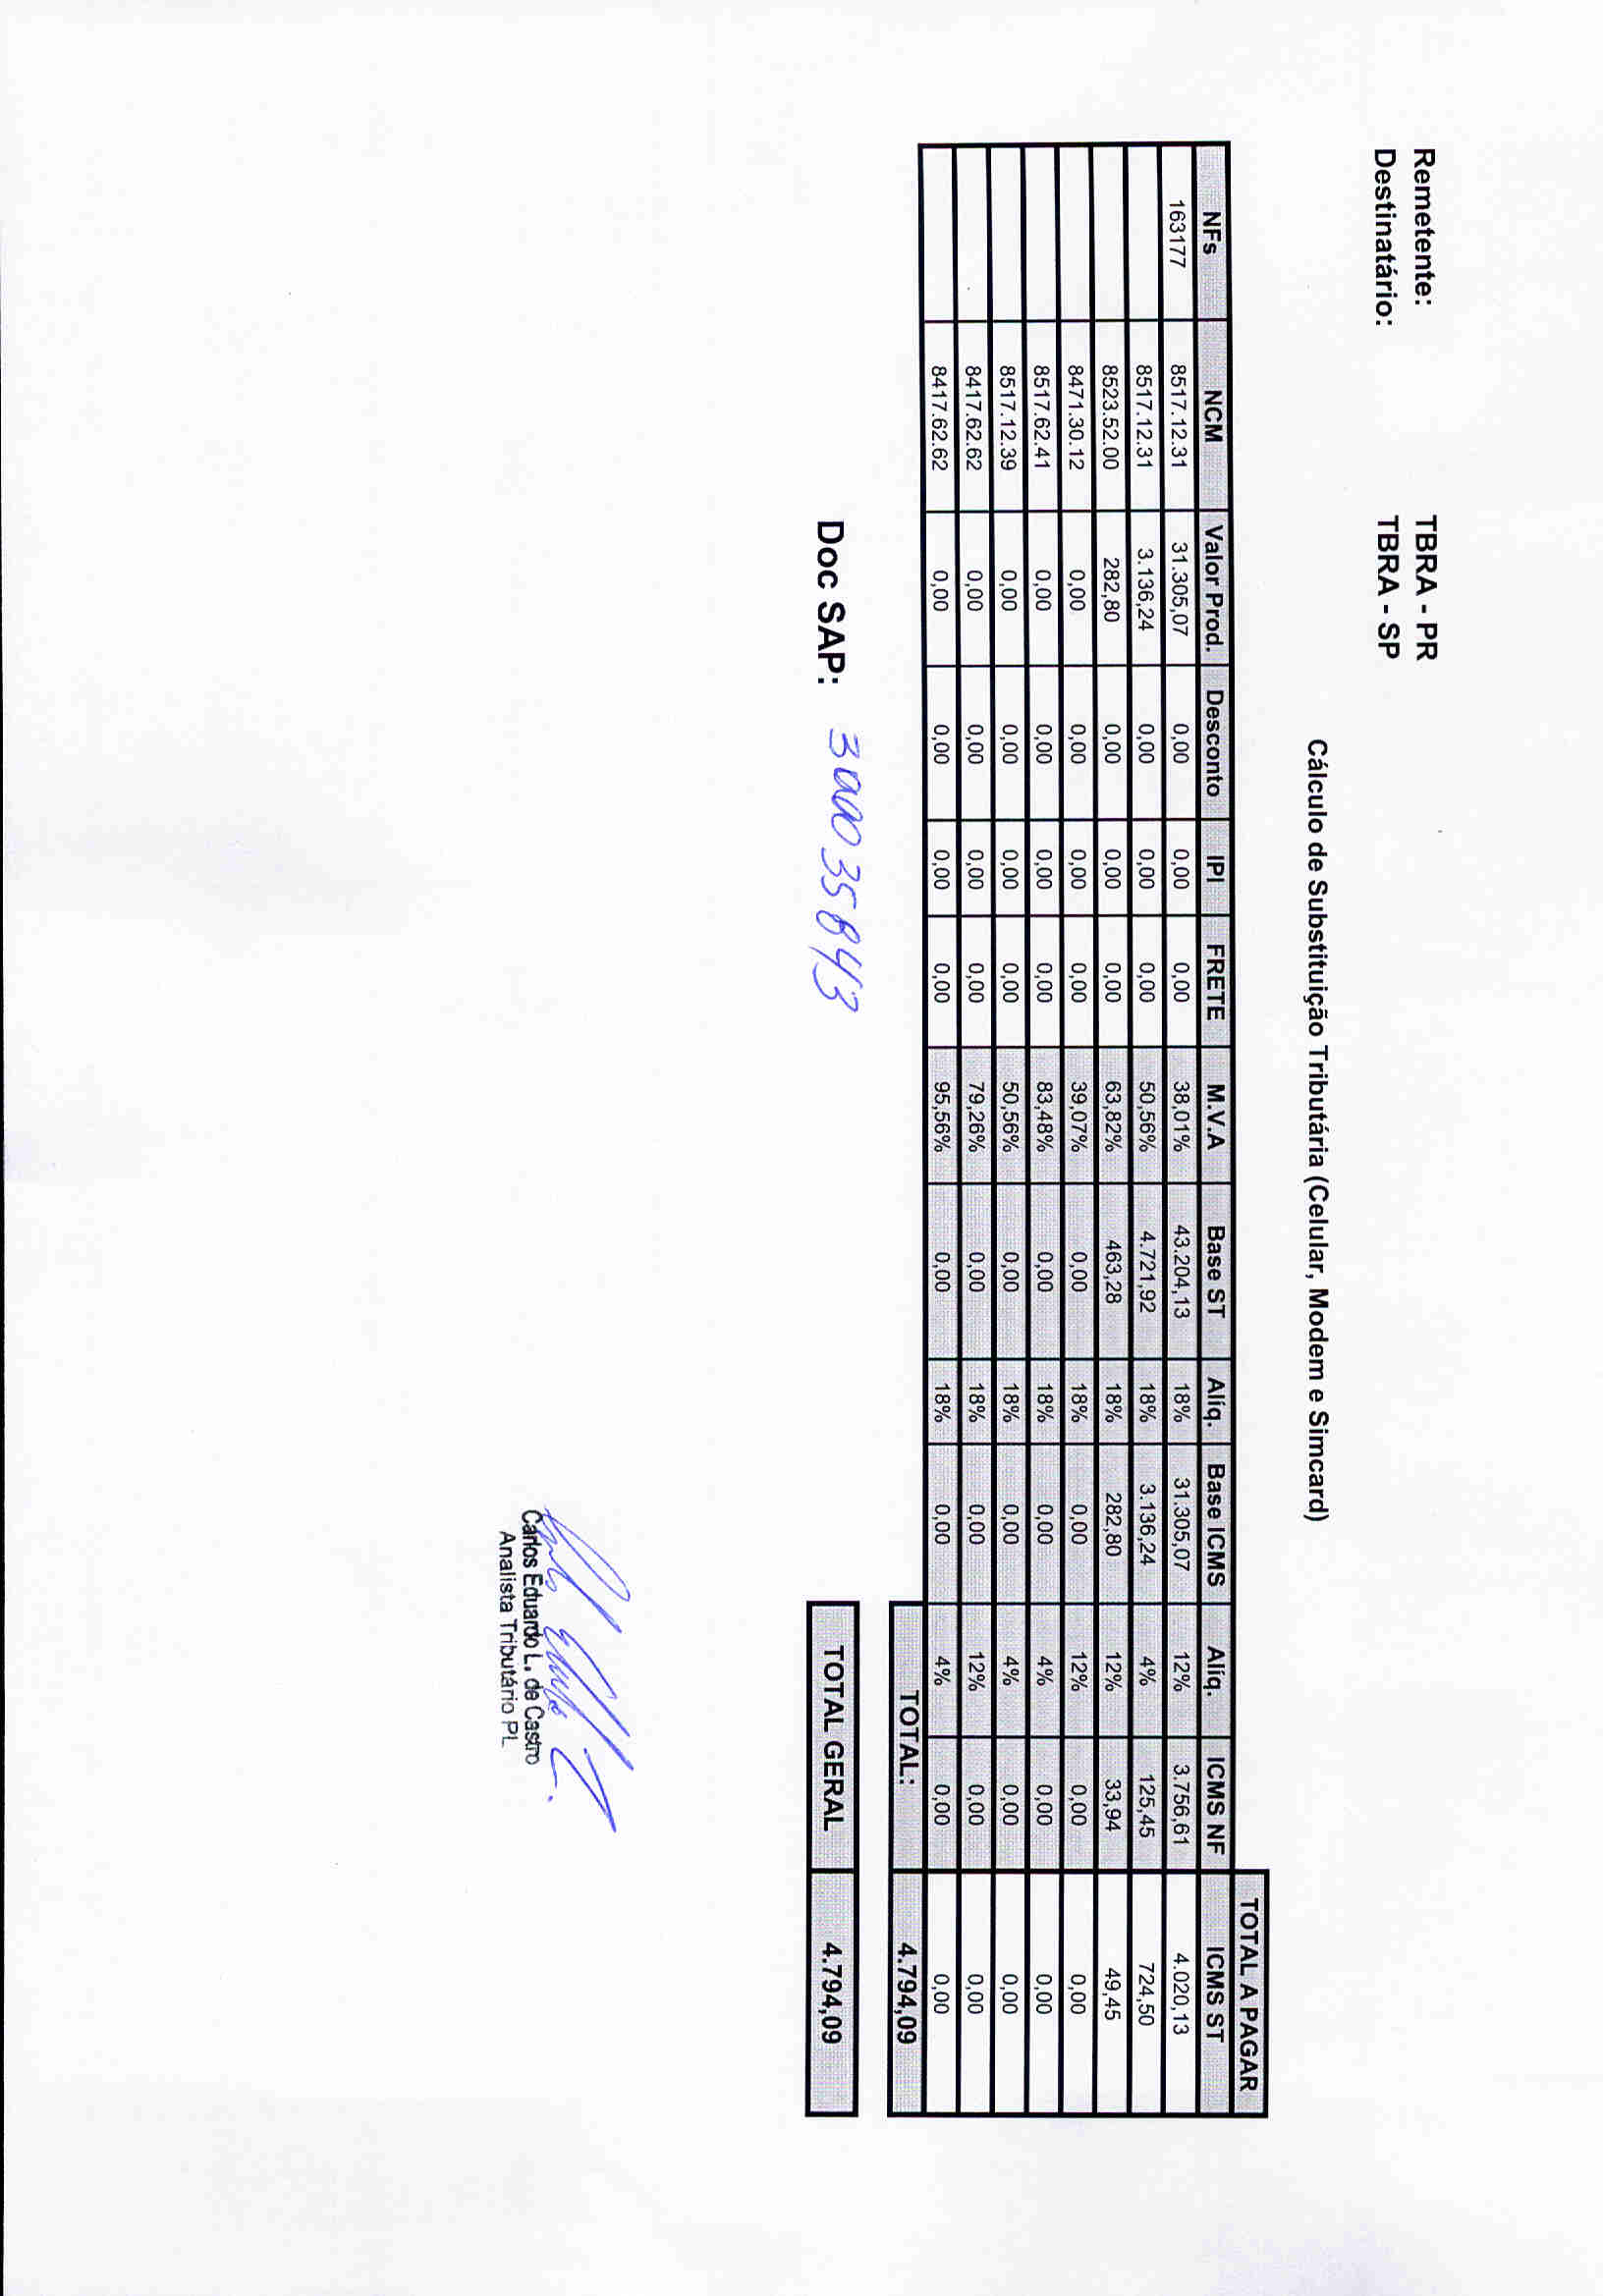 Remetente: TBRA - PR
Destinatário: TBRA - SP
Cálculo de Substituição Tributária (Celular, Modem e Simcard)
TOTAL A PAGAR
NFs NCM Valor Prod. Desconto IPI FRETE M.V.A Base ST Alíq. Base ICMS Alíq. ICMS NF ICMS ST
163177 8517.12.31 31.305,07 0,00 0,00 0,00 38,01% 43.204,13 18% 31.305,07 12% 3.756,61 4.020,13
8517.12.31 3.136,24 0,00 0,00 0,00 50,56% 4.721,92 18% 3.136,24 4% 125,45 724,50
8523.52.00 282,80 0,00 0,00 0,00 63,82% 463,28 18% 282,80 12% 33,94 49,45
8471.30.12 0,00 0,00 0,00 0,00 39,07% 0,00 18% 0,00 12% 0,00 0,00
8517.62.41 0,00 0,00 0,00 0,00 83,48% 0,00 18% 0,00 4% 0,00 0,00
8517.12.39 0,00 0,00 0,00 0,00 50,56% 0,00 18% 0,00 4% 0,00 0,00
8417.62.62 0,00 0,00 0,00 0,00 79,26% 0,00 18% 0,00 12% 0,00 0,00
8417.62.62 0,00 0,00 0,00 0,00 95,56% 0,00 18% 0,00 4% 0,00 0,00
TOTAL: 4.794,09
Doc SAP: 3000035843 TOTAL GERAL 4.794,09
Carlos Eduardo L. de Castro
Analista Tributário PL